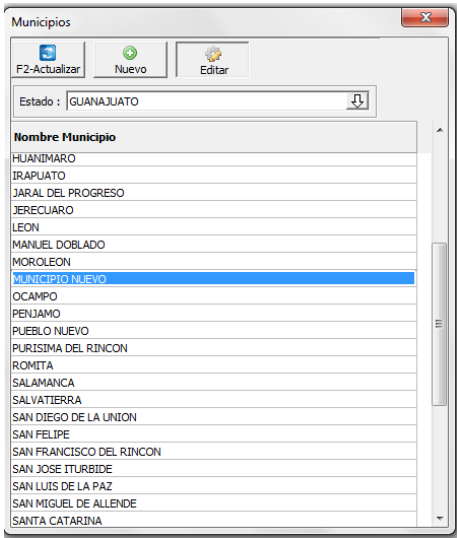 Municipios
F2-Actualizar Nuevo Editar
Estado : GUANAJUATO
Nombre Municipio
HUANIMARO
IRAPUATO
JARAL DEL PROGRESO
JERECUARO
LEON
MANUEL DOBLADO
MOROLEON
MUNICIPIO NUEVO
OCAMPO
PENJAMO
PUEBLO NUEVO
PURISIMA DEL RINCON
ROMITA
SALAMANCA
SALVATIERRA
SAN DIEGO DE LA UNION
SAN FELIPE
SAN FRANCISCO DEL RINCON
SAN JOSE ITURBIDE
SAN LUIS DE LA PAZ
SAN MIGUEL DE ALLENDE
SANTA CATARINA